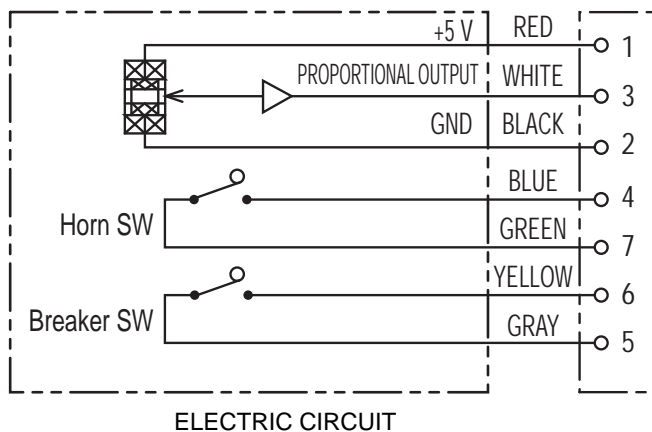 +5 V RED 1
PROPORTIONAL OUTPUT WHITE 3
GND BLACK 2
BLUE 4
Horn SW
GREEN 7
YELLOW 6
Breaker SW
GRAY 5
ELECTRIC CIRCUIT